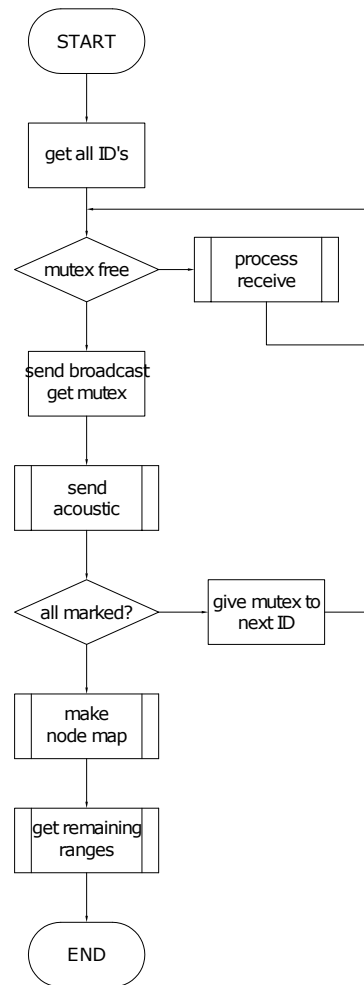 START
get all ID's
mutex free
process
receive
send broadcast
get mutex
send
acoustic
all marked?
give mutex to
next ID
make
node map
get remaining
ranges
END